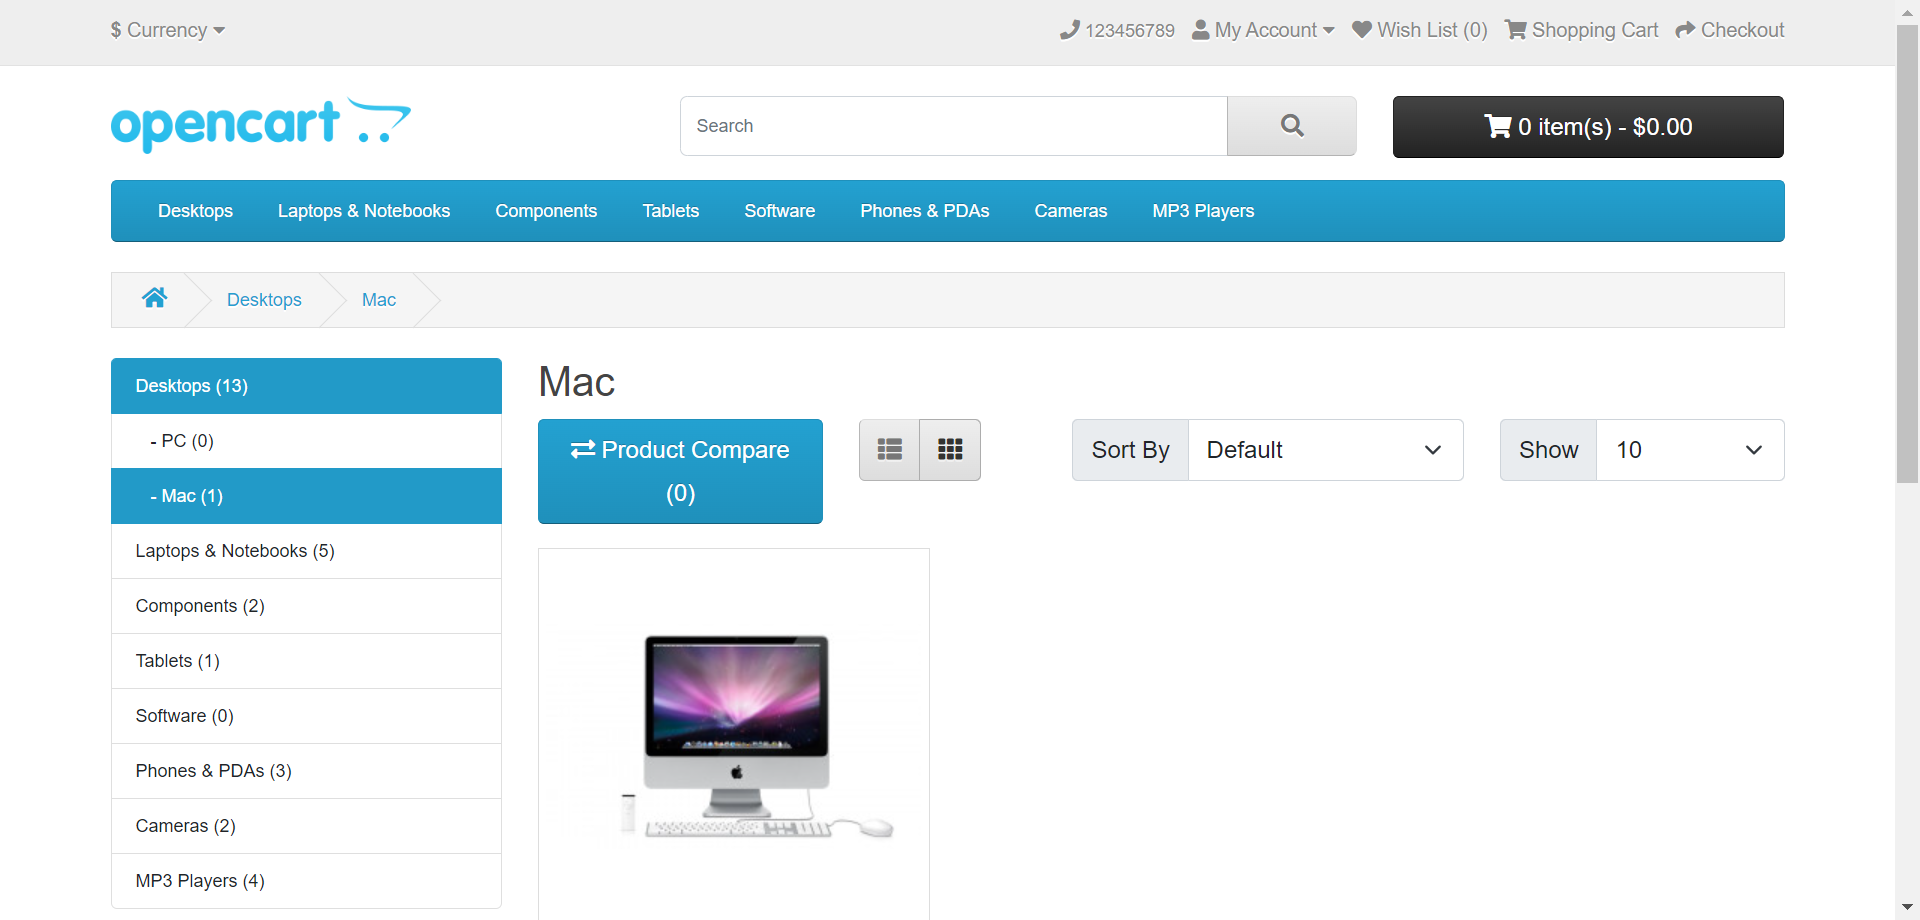 $ Currency
123456789 My Account Wish List (0) Shopping Cart Checkout
opencart
Search
0 item(s) - $0.00
Desktops Laptops & Notebooks Components Tablets Software Phones & PDAs Cameras MP3 Players
Desktops Mac
Desktops (13)
- PC (0)
- Mac (1)
Laptops & Notebooks (5)
Components (2)
Tablets (1)
Software (0)
Phones & PDAs (3)
Cameras (2)
MP3 Players (4)
Mac
Product Compare
(0)
Sort By Default
Show 10